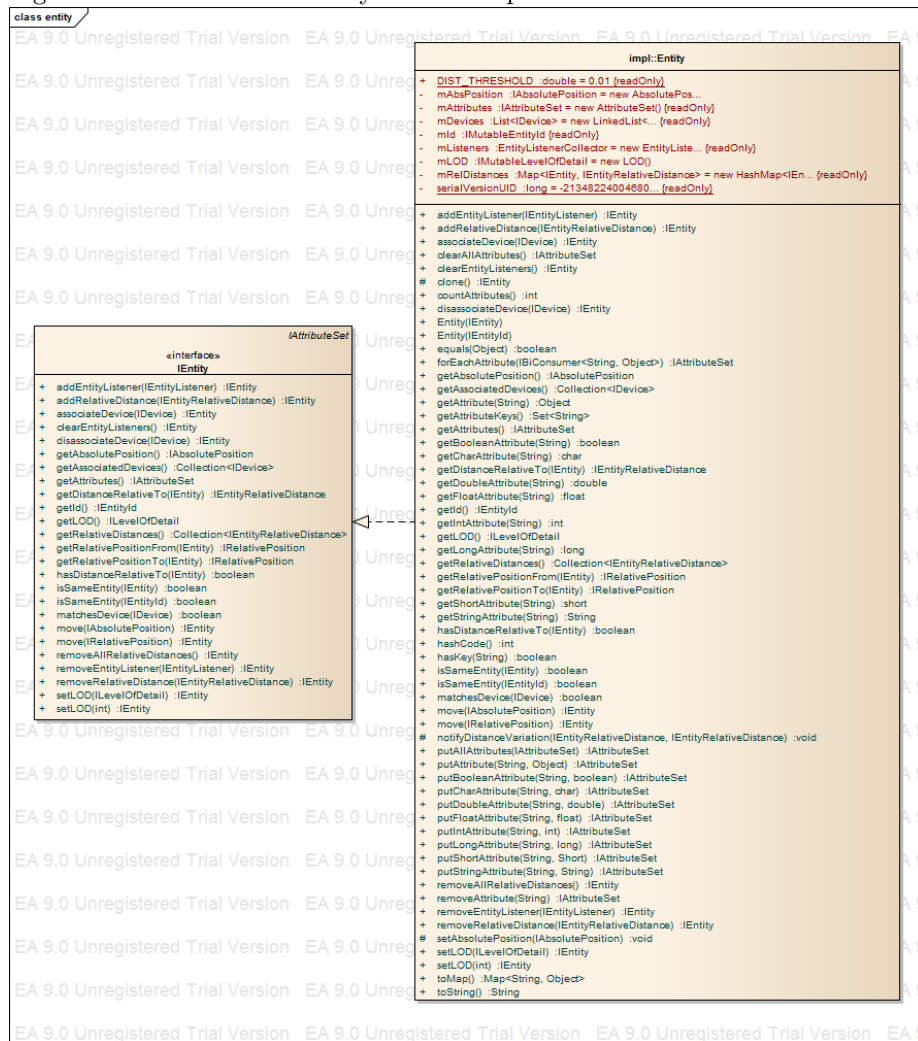 class entity
IAttributeSet
«interface»
IEntity
+ addEntityListener(IEntityListener) :IEntity
+ addRelativeDistance(IEntityRelativeDistance) :IEntity
+ associateDevice(IDevice) :IEntity
+ clearEntityListeners() :IEntity
+ disassociateDevice(IDevice) :IEntity
+ getAbsolutePosition() :IAbsolutePosition
+ getAssociatedDevices() :Collection<IDevice>
+ getAttributes() :IAttributeSet
+ getDistanceRelativeTo(IEntity) :IEntityRelativeDistance
+ getId() :IEntityId
+ getLOD() :ILevelOfDetail
+ getRelativeDistances() :Collection<IEntityRelativeDistance>
+ getRelativePositionFrom(IEntity) :IRelativePosition
+ getRelativePositionTo(IEntity) :IRelativePosition
+ hasDistanceRelativeTo(IEntity) :boolean
+ isSameEntity(IEntity) :boolean
+ isSameEntity(IEntityId) :boolean
+ matchesDevice(IDevice) :boolean
+ move(IAbsolutePosition) :IEntity
+ move(IRelativePosition) :IEntity
+ removeAllRelativeDistances() :IEntity
+ removeEntityListener(IEntityListener) :IEntity
+ removeRelativeDistance(IEntityRelativeDistance) :IEntity
+ setLOD(ILevelOfDetail) :IEntity
+ setLOD(int) :IEntity
impl::Entity
+ DIST_THRESHOLD :double = 0.01 {readOnly}
- mAbsPosition :IAbsolutePosition = new AbsolutePos...
- mAttributes :IAttributeSet = new AttributeSet() {readOnly}
- mDevices :List<IDevice> = new LinkedList<... {readOnly}
- mId :IMutableEntityId {readOnly}
- mListeners :EntityListenerCollector = new EntityListe... {readOnly}
- mLOD :IMutableLevelOfDetail = new LOD()
- mRelDistances :Map<IEntity, IEntityRelativeDistance> = new HashMap<IEn... {readOnly}
- serialVersionUID :long = -21348224004680... {readOnly}
+ addEntityListener(IEntityListener) :IEntity
+ addRelativeDistance(IEntityRelativeDistance) :IEntity
+ associateDevice(IDevice) :IEntity
+ clearAllAttributes() :IAttributeSet
+ clearEntityListeners() :IEntity
# clone() :IEntity
+ countAttributes() :int
+ disassociateDevice(IDevice) :IEntity
+ Entity(IEntity)
+ Entity(IEntityId)
+ equals(Object) :boolean
+ forEachAttribute(IBiConsumer<String, Object>) :IAttributeSet
+ getAbsolutePosition() :IAbsolutePosition
+ getAssociatedDevices() :Collection<IDevice>
+ getAttribute(String) :Object
+ getAttributeKeys() :Set<String>
+ getAttributes() :IAttributeSet
+ getBooleanAttribute(String) :boolean
+ getCharAttribute(String) :char
+ getDistanceRelativeTo(IEntity) :IEntityRelativeDistance
+ getDoubleAttribute(String) :double
+ getFloatAttribute(String) :float
+ getId() :IEntityId
+ getIntAttribute(String) :int
+ getLOD() :ILevelOfDetail
+ getLongAttribute(String) :long
+ getRelativeDistances() :Collection<IEntityRelativeDistance>
+ getRelativePositionFrom(IEntity) :IRelativePosition
+ getRelativePositionTo(IEntity) :IRelativePosition
+ getShortAttribute(String) :short
+ getStringAttribute(String) :String
+ hasDistanceRelativeTo(IEntity) :boolean
+ hashCode() :int
+ hasKey(String) :boolean
+ isSameEntity(IEntity) :boolean
+ isSameEntity(IEntityId) :boolean
+ matchesDevice(IDevice) :boolean
+ move(IAbsolutePosition) :IEntity
+ move(IRelativePosition) :IEntity
# notifyDistanceVariation(IEntityRelativeDistance, IEntityRelativeDistance) :void
+ putAllAttributes(IAttributeSet) :IAttributeSet
+ putAttribute(String, Object) :IAttributeSet
+ putBooleanAttribute(String, boolean) :IAttributeSet
+ putCharAttribute(String, char) :IAttributeSet
+ putDoubleAttribute(String, double) :IAttributeSet
+ putFloatAttribute(String, float) :IAttributeSet
+ putIntAttribute(String, int) :IAttributeSet
+ putLongAttribute(String, long) :IAttributeSet
+ putShortAttribute(String, Short) :IAttributeSet
+ putStringAttribute(String, String) :IAttributeSet
+ removeAllRelativeDistances() :IEntity
+ removeAttribute(String) :IAttributeSet
+ removeEntityListener(IEntityListener) :IEntity
+ removeRelativeDistance(IEntityRelativeDistance) :IEntity
# setAbsolutePosition(IAbsolutePosition) :void
+ setLOD(ILevelOfDetail) :IEntity
+ setLOD(int) :IEntity
+ toMap() :Map<String, Object>
+ toString() :String
EA 9.0 Unregistered Trial Version EA 9.0 Unregistered Trial Version EA 9.0 Unregistered Trial Version